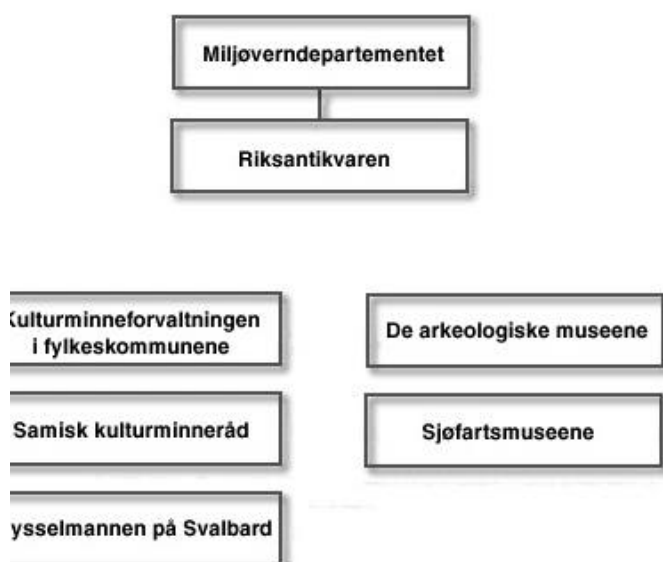 Miljøverndepartementet
Riksantikvaren
Kulturminneforvaltningen
i fylkeskommunene
De arkeologiske museene
Samisk kulturminneråd
Sjøfartsmuseene
ysselmannen på Svalbard